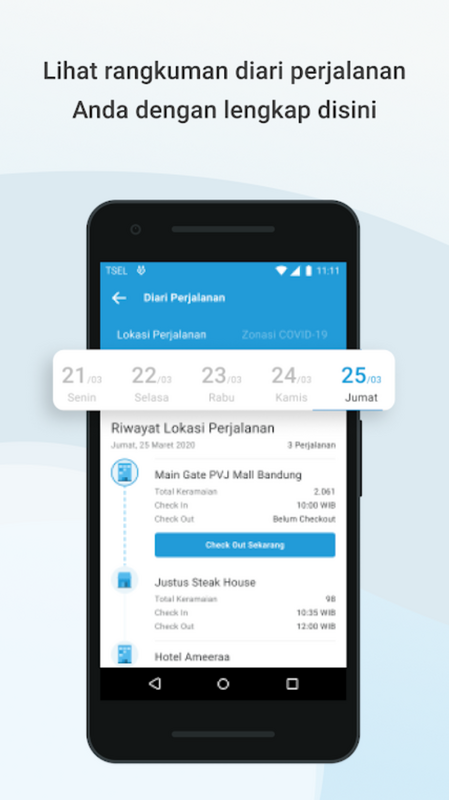 Lihat rangkuman diari perjalanan
Anda dengan lengkap disini
TSEL 11:11
Diari Perjalanan
Lokasi Perjalanan Zonasi COVID-19
21/03 22/03 23/03 24/03 25/03
Senin Selasa Rabu Kamis Jumat
Riwayat Lokasi Perjalanan
Jumat, 25 Maret 2020 3 Perjalanan
Main Gate PVJ Mall Bandung
Total Keramaian 2.061
Check In 10:00 WIB
Check Out Belum Checkout
Check Out Sekarang
Justus Steak House
Total Keramaian 98
Check In 10:35 WIB
Check Out 12:00 WIB
Hotel Ameeraa